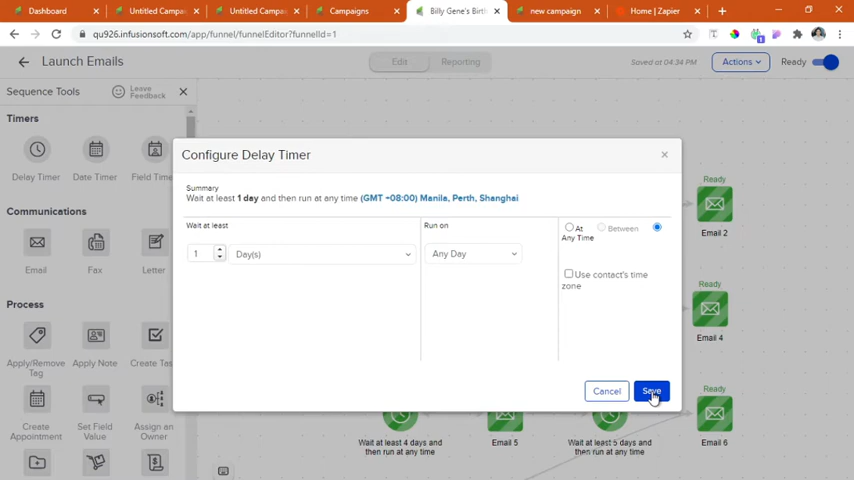 Dashboard
Untitled Campai
Untitled Campa
Campaigns
Billy Gene's Birth
new campaign
Home | Zapier
qu926.infusionsoft.com/app/funnel/funnelEditor?funnelId=1
1
Launch Emails
Edit
Reporting
Saved at 04:34 PM
Actions
Ready
Sequence Tools
Leave
Feedback
Timers
Delay Timer
Date Timer
Field Time
Communications
Email
Fax
Letter
Process
Apply/Remove
Tag
Apply Note
Create Tas
Create
Appointment
Set Field
Value
Assign an
Owner
Configure Delay Timer
Summary
Wait at least 1 day and then run at any time (GMT +08:00) Manila, Perth, Shanghai
Wait at least
1
Day(s)
Run on
Any Day
At
Between
Any Time
Use contact's time
zone
Cancel
Save
Ready
Email 2
Ready
Email 4
Ready
Email 6
Wait at least 4 days and
then run at any time
Email 5
Wait at least 5 days and
then run at any time